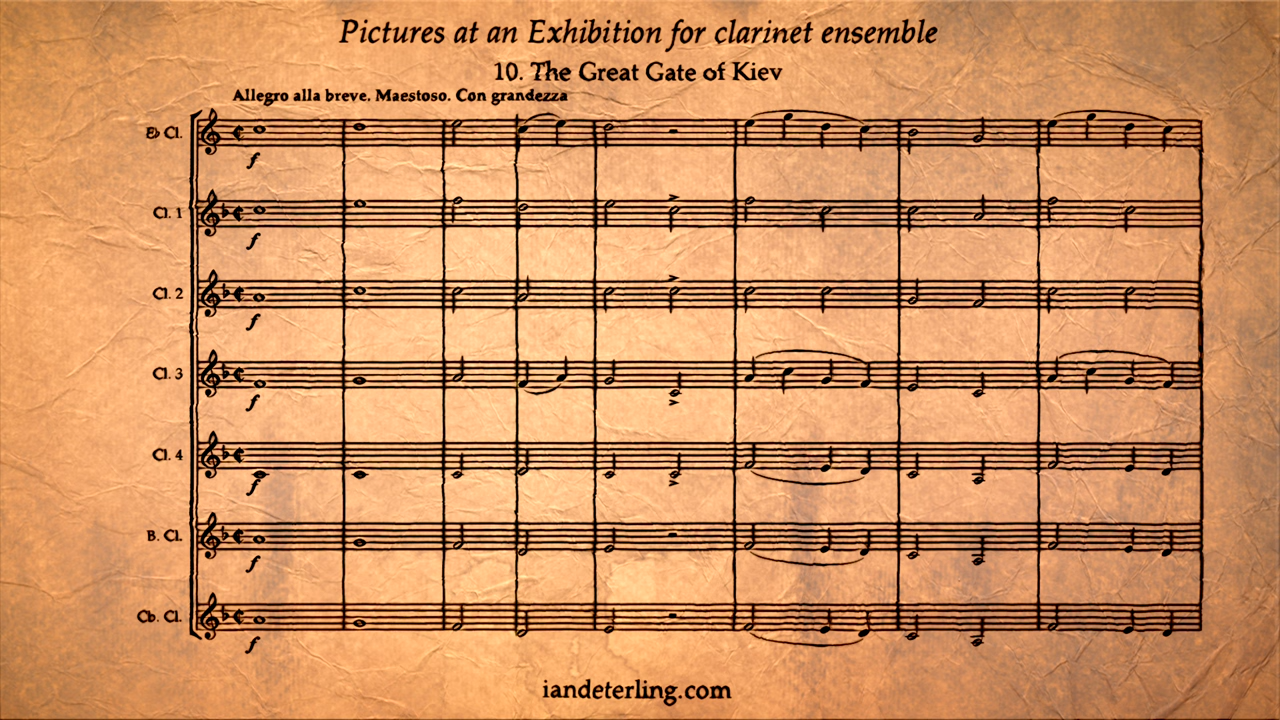 Pictures at an Exhibition for clarinet ensemble
10. The Great Gate of Kiev
Allegro alla breve. Maestoso. Con grandezza
E♭ Cl.
f
Cl. 1
f
Cl. 2
f
Cl. 3
f
Cl. 4
f
B. Cl.
f
Cb. Cl.
f
iandeterling.com